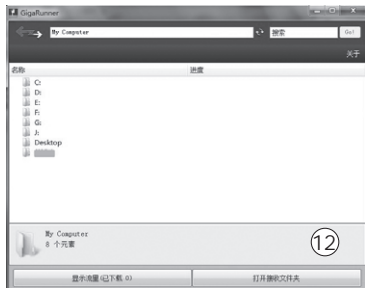 GigaRunner
My Computer
搜索
Go!
关于
名称 进度
C:
D:
E:
F:
G:
J:
Desktop
My Computer
8 个元素
12
显示流量(已下载 0) 打开接收文件夹